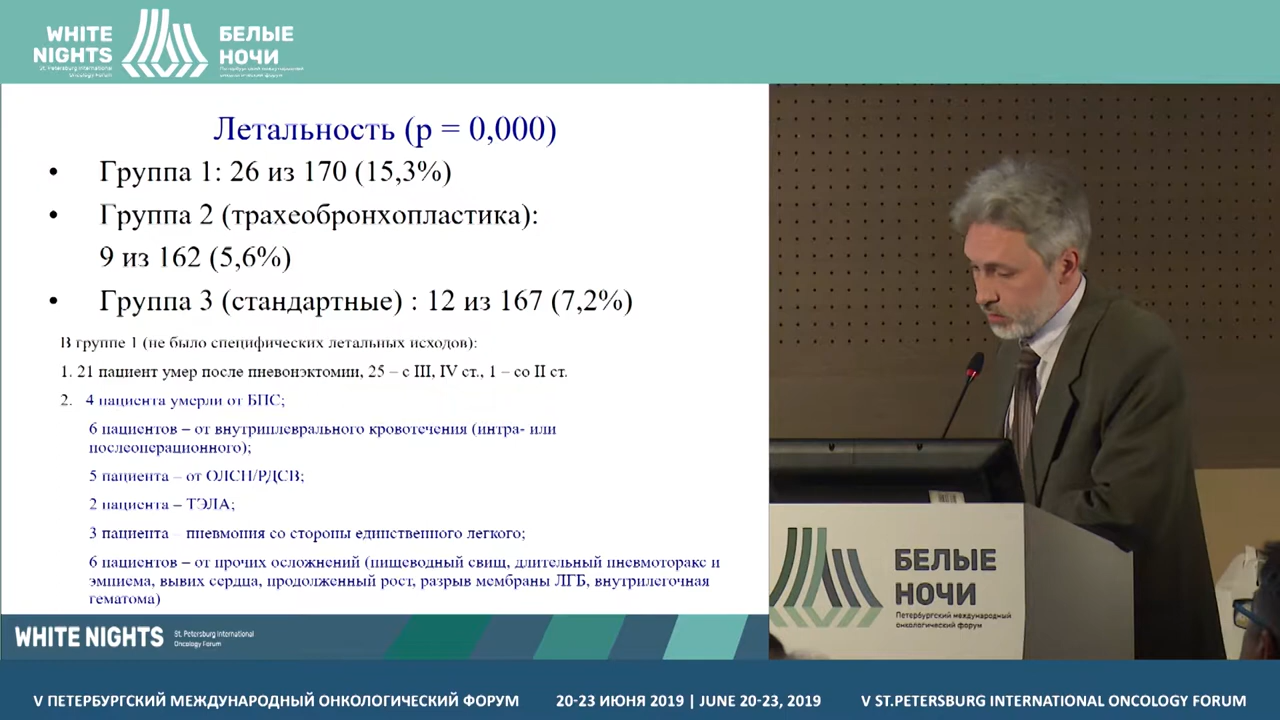 WHITE
NIGHTS
St. Petersburg International
Oncology Forum
БЕЛЫЕ
НОЧИ
Петербургский международный
онкологический форум
Летальность (p = 0,000)
• Группа 1: 26 из 170 (15,3%)
• Группа 2 (трахеобронхопластика):
9 из 162 (5,6%)
• Группа 3 (стандартные) : 12 из 167 (7,2%)
В группе 1 (не было специфических летальных исходов):
1. 21 пациент умер после пневонэктомии, 25 – с III, IV ст., 1 – со II ст.
2. 4 пациента умерли от БПС;
6 пациентов – от внутриплеврального кровотечения (интра- или
послеоперационного);
5 пациента – от ОЛСП/РДСВ;
2 пациента – ТЭЛА;
3 пациента – пневмония со стороны единственного легкого;
6 пациентов – от прочих осложнений (пищеводный свищ, длительный пневмоторакс и
эмпиема, вывих сердца, продолженный рост, разрыв мембраны ЛГБ, внутрилегочная
гематома)
WHITE NIGHTS
St. Petersburg International
Oncology Forum
БЕЛЫЕ
НОЧИ
Петербургский международный
онкологический форум
V ПЕТЕРБУРГСКИЙ МЕЖДУНАРОДНЫЙ ОНКОЛОГИЧЕСКИЙ ФОРУМ 20-23 ИЮНЯ 2019 | JUNE 20-23, 2019 V ST.PETERSBURG INTERNATIONAL ONCOLOGY FORUM